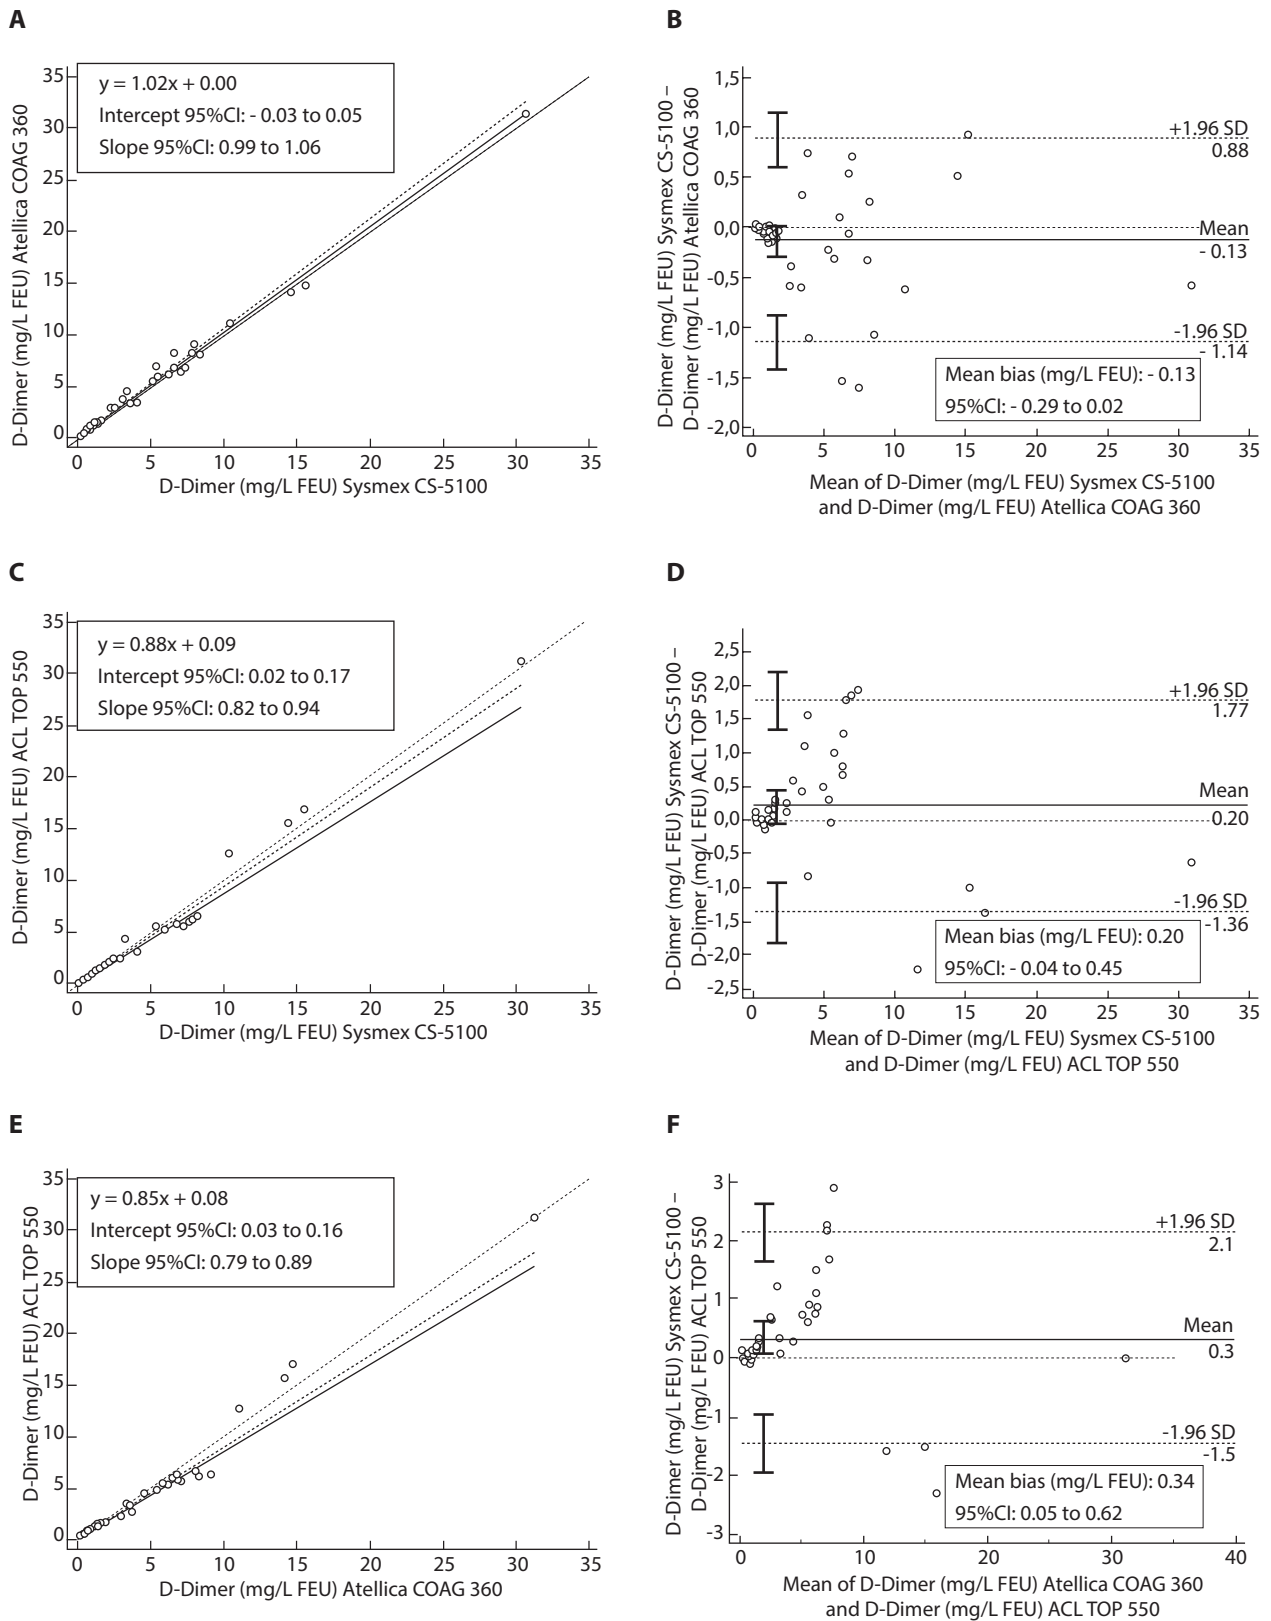 A
D-Dimer (mg/L FEU) Atellica COAG 360
35
30
25
20
15
10
5
0
y = 1.02x + 0.00
Intercept 95%CI: - 0.03 to 0.05
Slope 95%CI: 0.99 to 1.06
0 5 10 15 20 25 30 35
D-Dimer (mg/L FEU) Sysmex CS-5100
B
D-Dimer (mg/L FEU) Sysmex CS-5100 –
D-Dimer (mg/L FEU) Atellica COAG 360
1,5
1,0
0,5
0,0
-0,5
-1,0
-1,5
-2,0
+1.96 SD
0.88
Mean
- 0.13
-1.96 SD
- 1.14
Mean bias (mg/L FEU): - 0.13
95%CI: - 0.29 to 0.02
0 5 10 15 20 25 30 35
Mean of D-Dimer (mg/L FEU) Sysmex CS-5100
and D-Dimer (mg/L FEU) Atellica COAG 360
C
D-Dimer (mg/L FEU) ACL TOP 550
35
30
25
20
15
10
5
0
y = 0.88x + 0.09
Intercept 95%CI: 0.02 to 0.17
Slope 95%CI: 0.82 to 0.94
0 5 10 15 20 25 30 35
D-Dimer (mg/L FEU) Sysmex CS-5100
D
D-Dimer (mg/L FEU) Sysmex CS-5100 –
D-Dimer (mg/L FEU) ACL TOP 550
2,5
2,0
1,5
1,0
0,5
0,0
-0,5
-1,0
-1,5
-2,0
-2,5
+1.96 SD
1.77
Mean
0.20
-1.96 SD
-1.36
Mean bias (mg/L FEU): 0.20
95%CI: - 0.04 to 0.45
0 5 10 15 20 25 30 35
Mean of D-Dimer (mg/L FEU) Sysmex CS-5100
and D-Dimer (mg/L FEU) ACL TOP 550
E
D-Dimer (mg/L FEU) ACL TOP 550
35
30
25
20
15
10
5
0
y = 0.85x + 0.08
Intercept 95%CI: 0.03 to 0.16
Slope 95%CI: 0.79 to 0.89
0 5 10 15 20 25 30 35
D-Dimer (mg/L FEU) Atellica COAG 360
F
D-Dimer (mg/L FEU) Sysmex CS-5100 –
D-Dimer (mg/L FEU) ACL TOP 550
3
2
1
0
-1
-2
-3
+1.96 SD
2.1
Mean
0.3
-1.96 SD
-1.5
Mean bias (mg/L FEU): 0.34
95%CI: 0.05 to 0.62
0 10 20 30 40
Mean of D-Dimer (mg/L FEU) Atellica COAG 360
and D-Dimer (mg/L FEU) ACL TOP 550